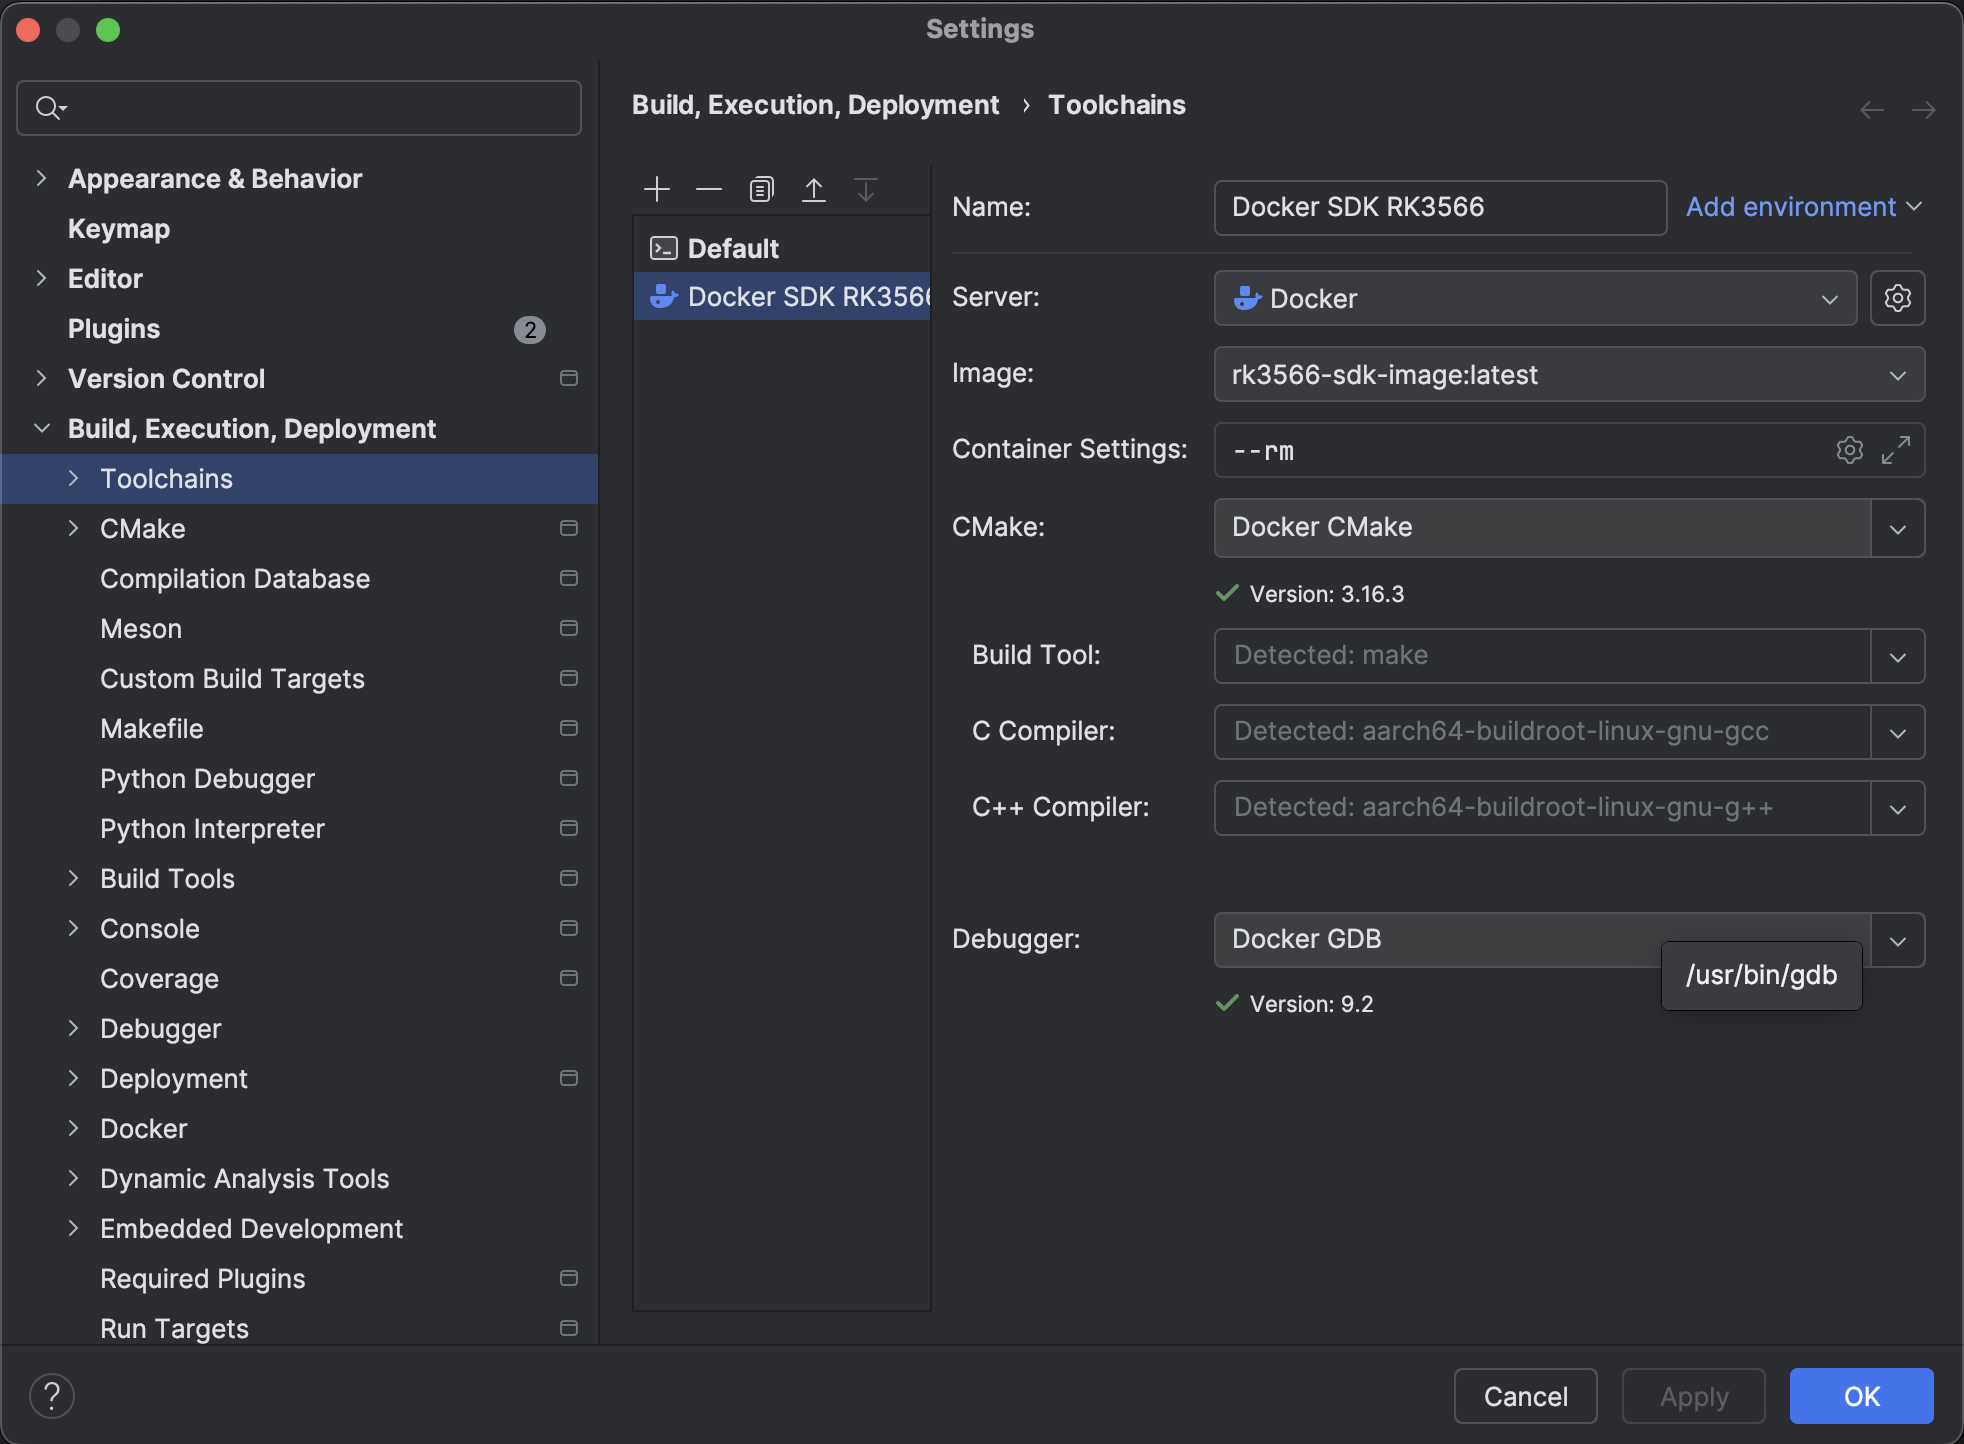 Settings
Appearance & Behavior
Keymap
Editor
Plugins 2
Version Control
Build, Execution, Deployment
Toolchains
CMake
Compilation Database
Meson
Custom Build Targets
Makefile
Python Debugger
Python Interpreter
Build Tools
Console
Coverage
Debugger
Deployment
Docker
Dynamic Analysis Tools
Embedded Development
Required Plugins
Run Targets
Build, Execution, Deployment › Toolchains
Default
Docker SDK RK3566
Name: Docker SDK RK3566 Add environment
Server: Docker
Image: rk3566-sdk-image:latest
Container Settings: --rm
CMake: Docker CMake
Version: 3.16.3
Build Tool: Detected: make
C Compiler: Detected: aarch64-buildroot-linux-gnu-gcc
C++ Compiler: Detected: aarch64-buildroot-linux-gnu-g++
Debugger: Docker GDB
/usr/bin/gdb
Version: 9.2
? Cancel Apply OK